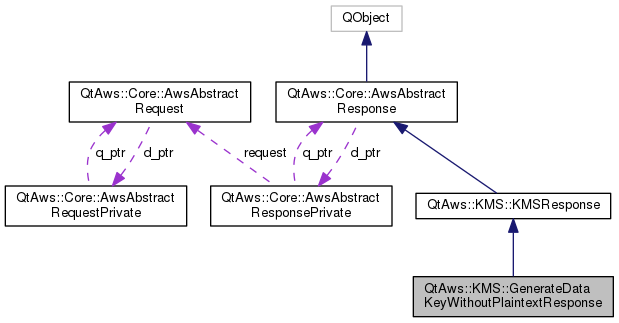 QObject
QtAws::Core::AwsAbstract
Request
QtAws::Core::AwsAbstract
Response
q_ptr
d_ptr
request
q_ptr
d_ptr
QtAws::Core::AwsAbstract
RequestPrivate
QtAws::Core::AwsAbstract
ResponsePrivate
QtAws::KMS::KMSResponse
QtAws::KMS::GenerateData
KeyWithoutPlaintextResponse